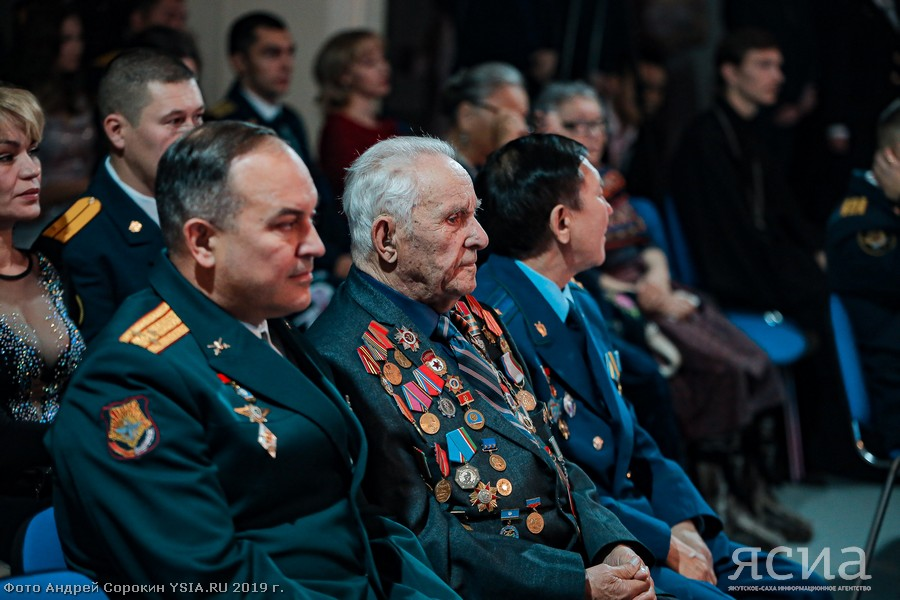 ЯСИА
ЯКУТСКОЕ-САХА ИНФОРМАЦИОННОЕ АГЕНТСТВО
Фото Андрей Сорокин YSIA.RU 2019 г.